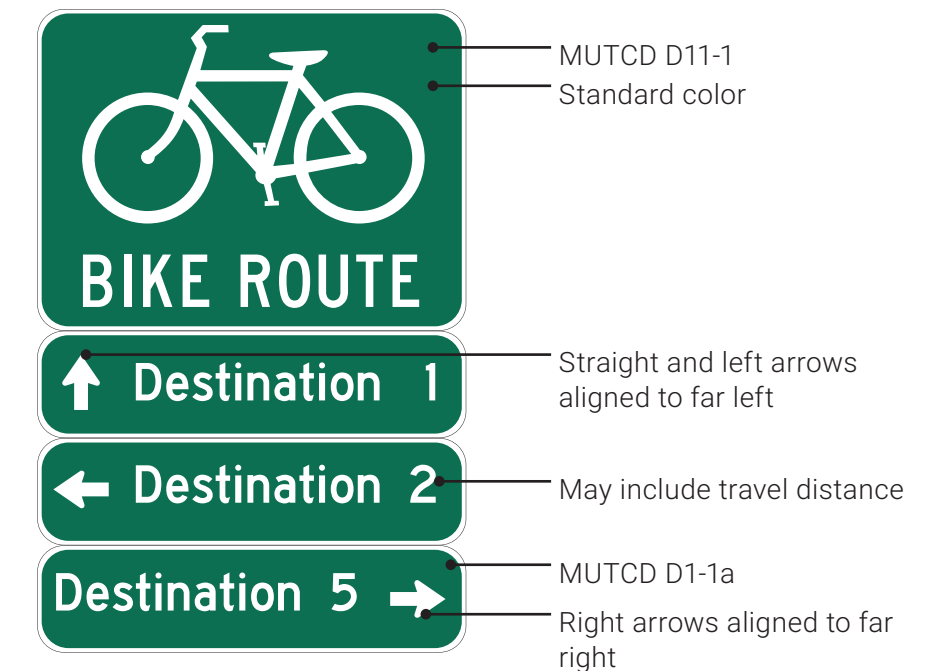 MUTCD D11-1
Standard color
BIKE ROUTE
Destination 1
Straight and left arrows
aligned to far left
Destination 2
May include travel distance
Destination 5
MUTCD D1-1a
Right arrows aligned to far
right